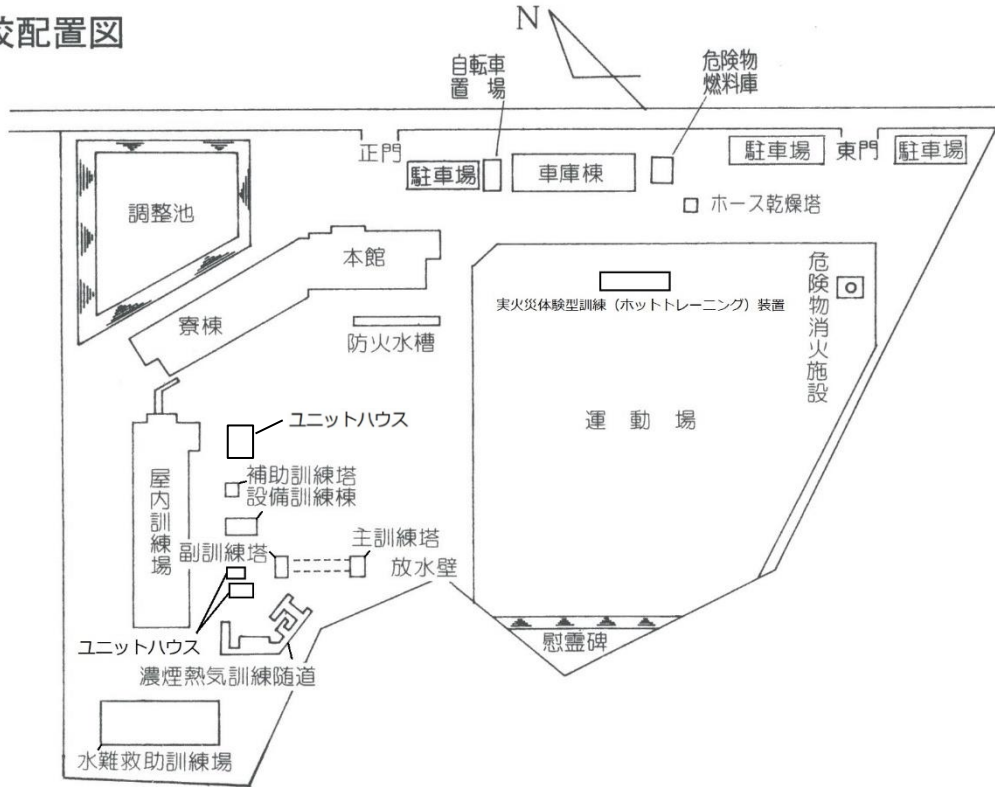 校配置図
N
自転車
置場
危険物
燃料庫
正門
駐車場
車庫棟
駐車場
東門
駐車場
ホース乾燥塔
調整池
本館
寮棟
防火水槽
実火災体験型訓練(ホットトレーニング)装置
危険物消火施設
運動場
ユニットハウス
補助訓練塔
設備訓練棟
屋内訓練場
副訓練塔
主訓練塔
放水壁
ユニットハウス
濃煙熱気訓練隧道
慰霊碑
水難救助訓練場